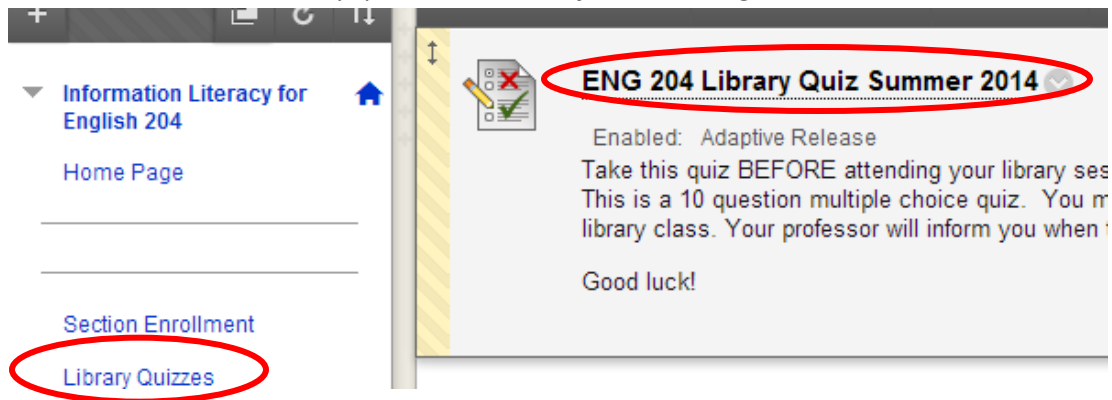 Information Literacy for
English 204
Home Page
Section Enrollment
Library Quizzes
ENG 204 Library Quiz Summer 2014
Enabled: Adaptive Release
Take this quiz BEFORE attending your library
This is a 10 question multiple choice quiz. You
library class. Your professor will inform you when
Good luck!